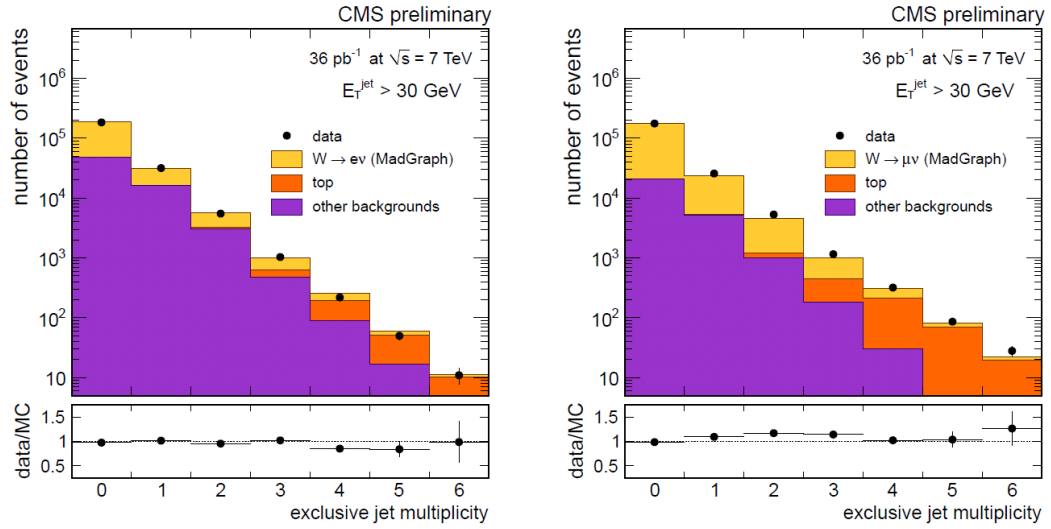 CMS preliminary
number of events
36 pb⁻¹ at √s = 7 TeV
E_T^jet > 30 GeV
data
W → eν (MadGraph)
top
other backgrounds
10⁶
10⁵
10⁴
10³
10²
10
data/MC
1.5
1
0.5
0 1 2 3 4 5 6
exclusive jet multiplicity
CMS preliminary
number of events
36 pb⁻¹ at √s = 7 TeV
E_T^jet > 30 GeV
data
W → μν (MadGraph)
top
other backgrounds
10⁶
10⁵
10⁴
10³
10²
10
data/MC
1.5
1
0.5
0 1 2 3 4 5 6
exclusive jet multiplicity